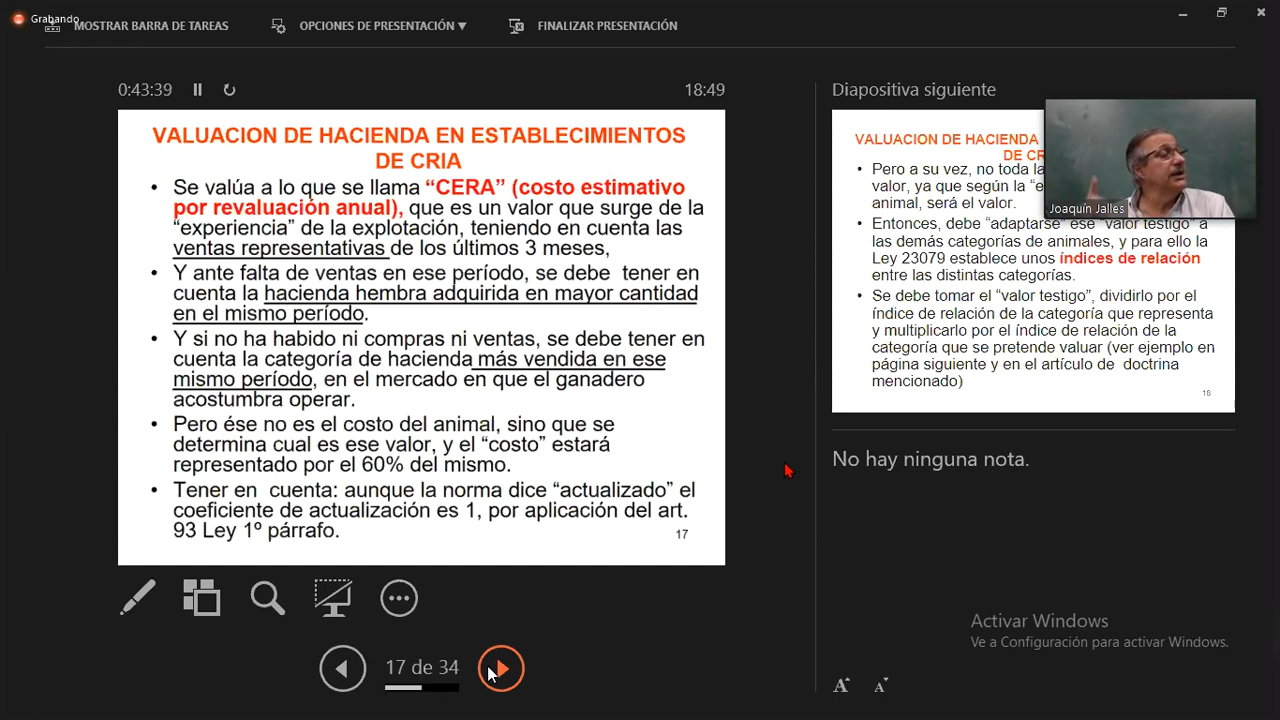 Grabando
MOSTRAR BARRA DE TAREAS
OPCIONES DE PRESENTACIÓN ▼
FINALIZAR PRESENTACIÓN
0:43:39
18:49
VALUACION DE HACIENDA EN ESTABLECIMIENTOS
DE CRIA
• Se valúa a lo que se llama “CERA” (costo estimativo
por revaluación anual), que es un valor que surge de la
“experiencia” de la explotación, teniendo en cuenta las
ventas representativas de los últimos 3 meses,
• Y ante falta de ventas en ese período, se debe tener en
cuenta la hacienda hembra adquirida en mayor cantidad
en el mismo período.
• Y si no ha habido ni compras ni ventas, se debe tener en
cuenta la categoría de hacienda más vendida en ese
mismo período, en el mercado en que el ganadero
acostumbra operar.
• Pero ése no es el costo del animal, sino que se
determina cual es ese valor, y el “costo” estará
representado por el 60% del mismo.
• Tener en cuenta: aunque la norma dice “actualizado” el
coeficiente de actualización es 1, por aplicación del art.
93 Ley 1º párrafo.
17
17 de 34
Diapositiva siguiente
VALUACION DE HACIENDA
DE
• Pero a su vez, no toda la
valor, ya que según la
animal, será el valor.
• Entonces, debe “adaptarse” ese “valor testigo” a
las demás categorías de animales, y para ello la
Ley 23079 establece unos índices de relación
entre las distintas categorías.
• Se debe tomar el “valor testigo”, dividirlo por el
índice de relación de la categoría que representa
y multiplicarlo por el índice de relación de la
categoría que se pretende valuar (ver ejemplo en
página siguiente y en el artículo de doctrina
mencionado)
18
Joaquín Jalles
No hay ninguna nota.
Activar Windows
Ve a Configuración para activar Windows.
A A